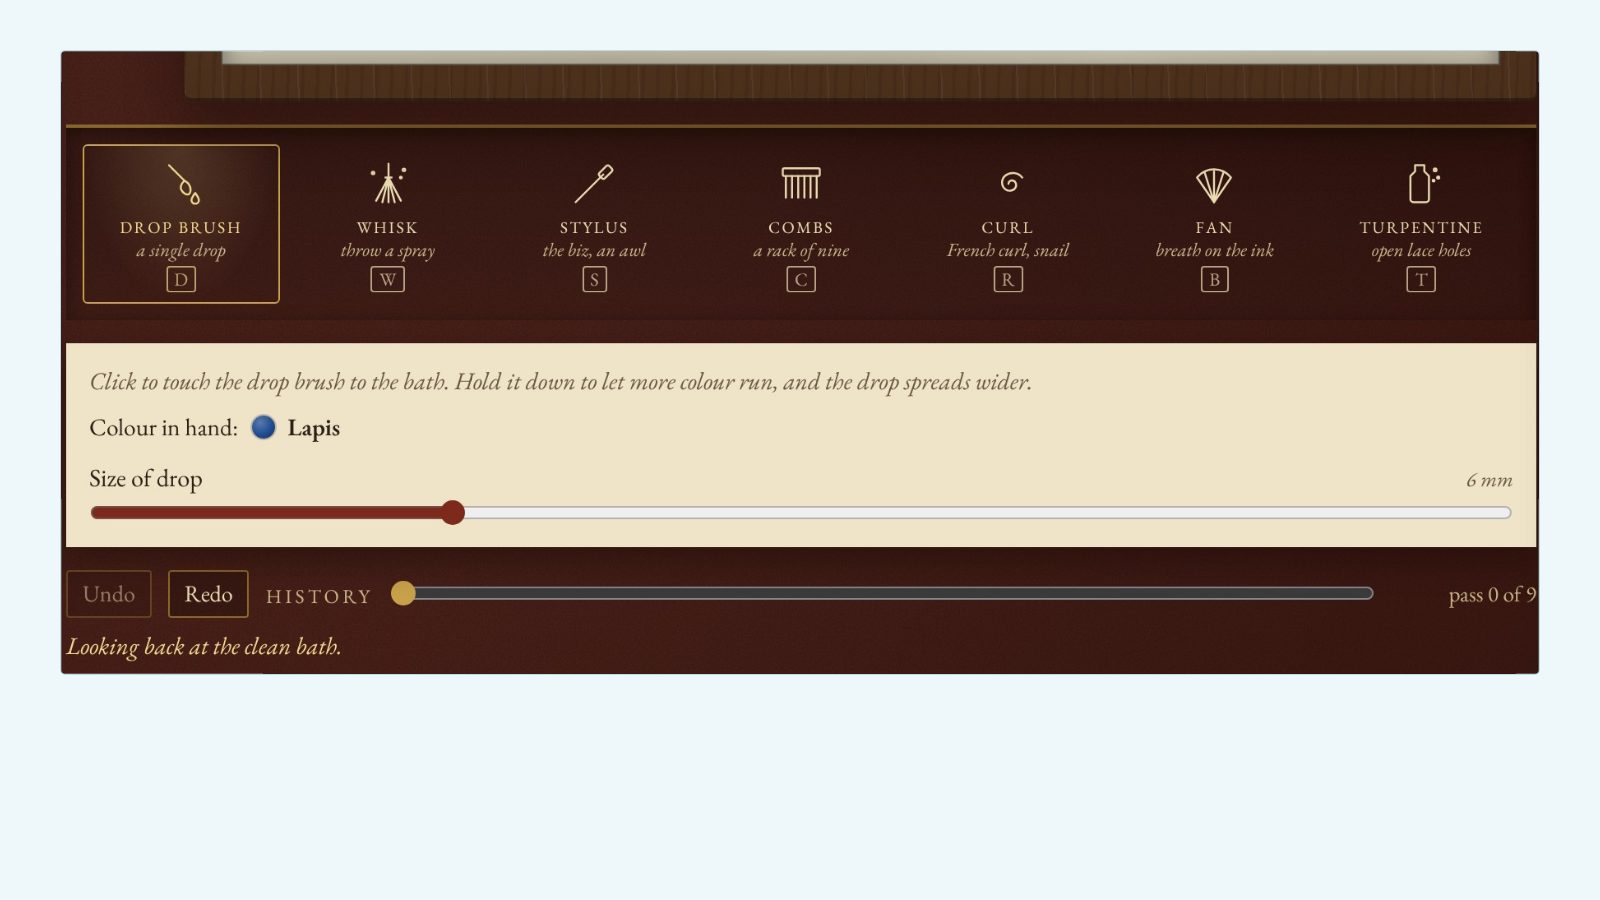 DROP BRUSH
a single drop
D
WHISK
throw a spray
W
STYLUS
the biz, an awl
S
COMBS
a rack of nine
C
CURL
French curl, snail
R
FAN
breath on the ink
B
TURPENTINE
open lace holes
T
Click to touch the drop brush to the bath. Hold it down to let more colour run, and the drop spreads wider.
Colour in hand: Lapis
Size of drop 6 mm
Undo Redo HISTORY pass 0 of 9
Looking back at the clean bath.